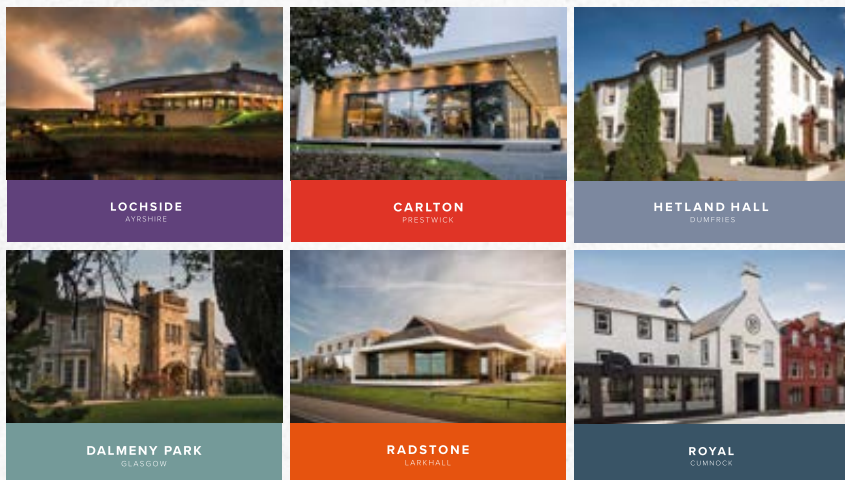 LOCHSIDE
AYRSHIRE
CARLTON
PRESTWICK
HETLAND HALL
DUMFRIES
DALMENY PARK
GLASGOW
RADSTONE
LARKHALL
ROYAL
CUMNOCK